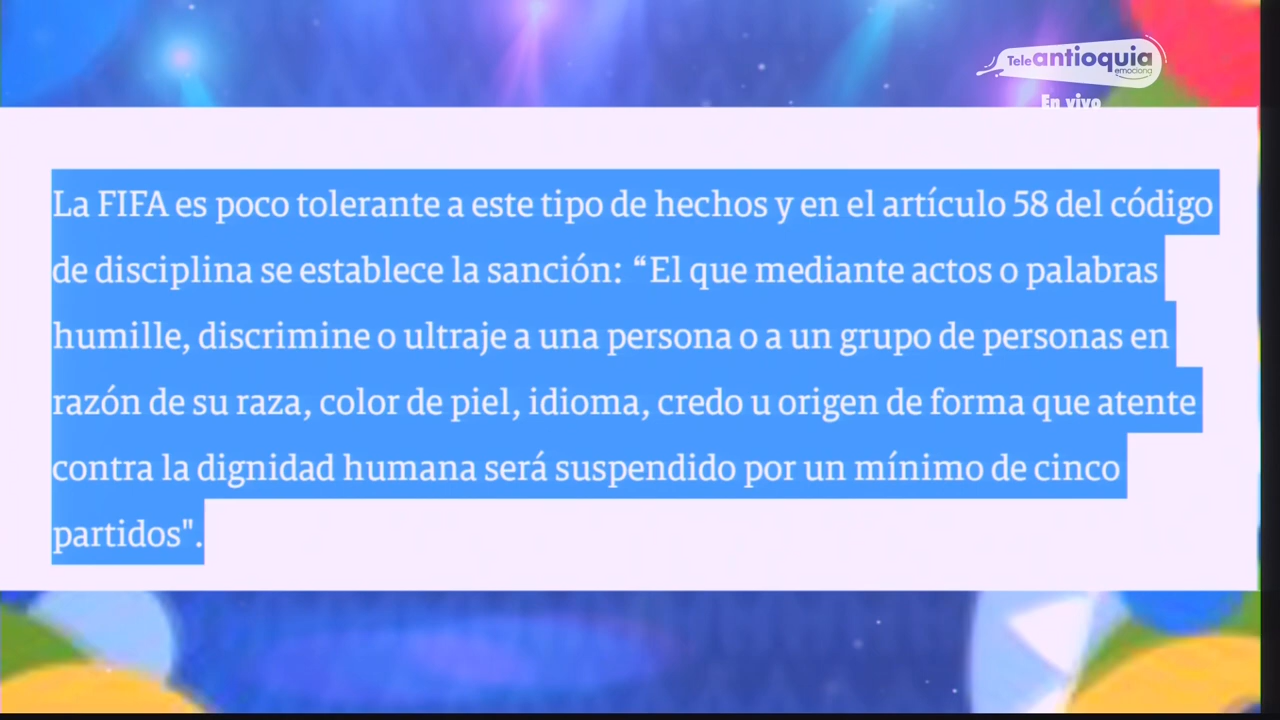 Teleantioquia
emociona
En vivo
La FIFA es poco tolerante a este tipo de hechos y en el artículo 58 del código
de disciplina se establece la sanción: “El que mediante actos o palabras
humille, discrimine o ultraje a una persona o a un grupo de personas en
razón de su raza, color de piel, idioma, credo u origen de forma que atente
contra la dignidad humana será suspendido por un mínimo de cinco
partidos".